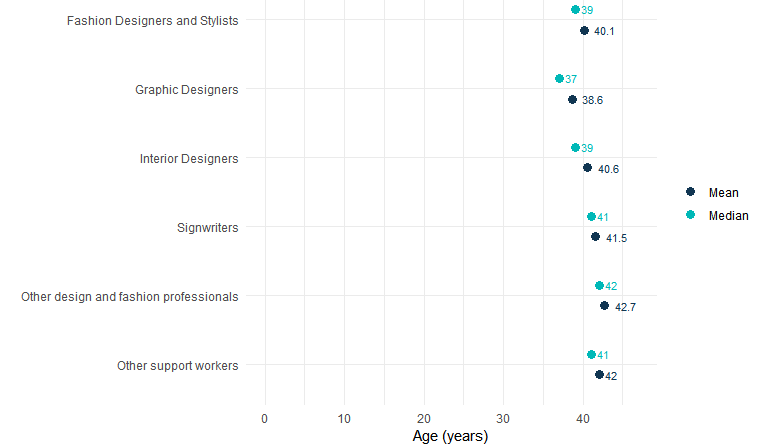 39
Fashion Designers and Stylists
40.1
37
Graphic Designers
38.6
39
Interior Designers
40.6
Mean
Median
41
Signwriters
41.5
42
Other design and fashion professionals
42.7
41
Other support workers
42
0 10 20 30 40
Age (years)